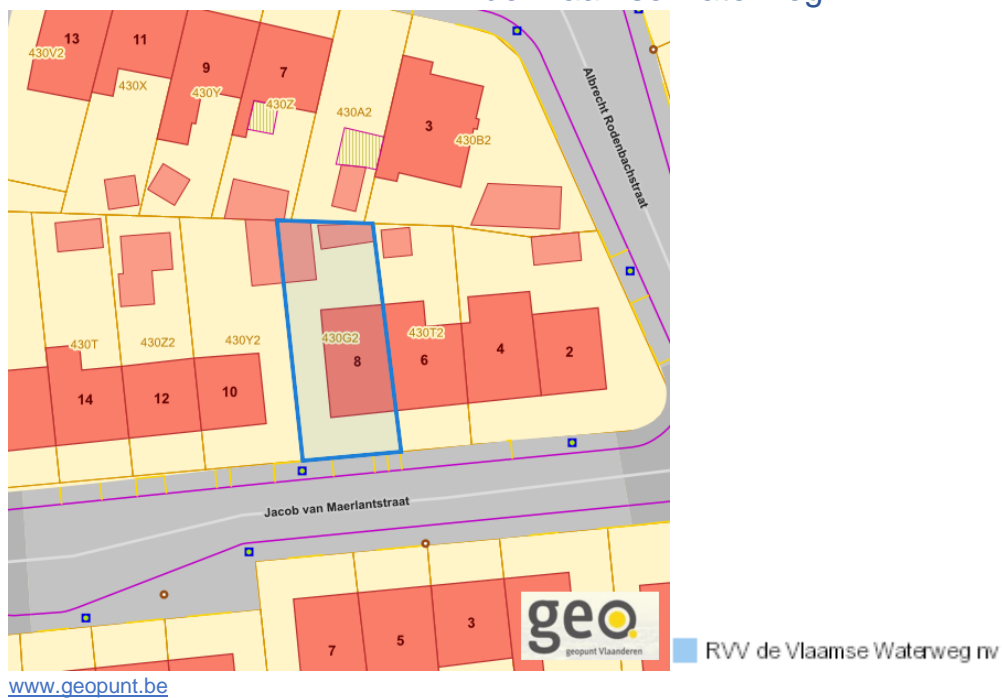 13
11
9
7
430V2
430X
430Y
430Z
430A2
3
430B2
Albrecht Rodenbachstraat
430T
430Z2
430Y2
430G2
430T2
14
12
10
8
6
4
2
Jacob van Maerlantstraat
7
5
3
geo
geopunt Vlaanderen
RVV de Vlaamse Waterweg nv
www.geopunt.be